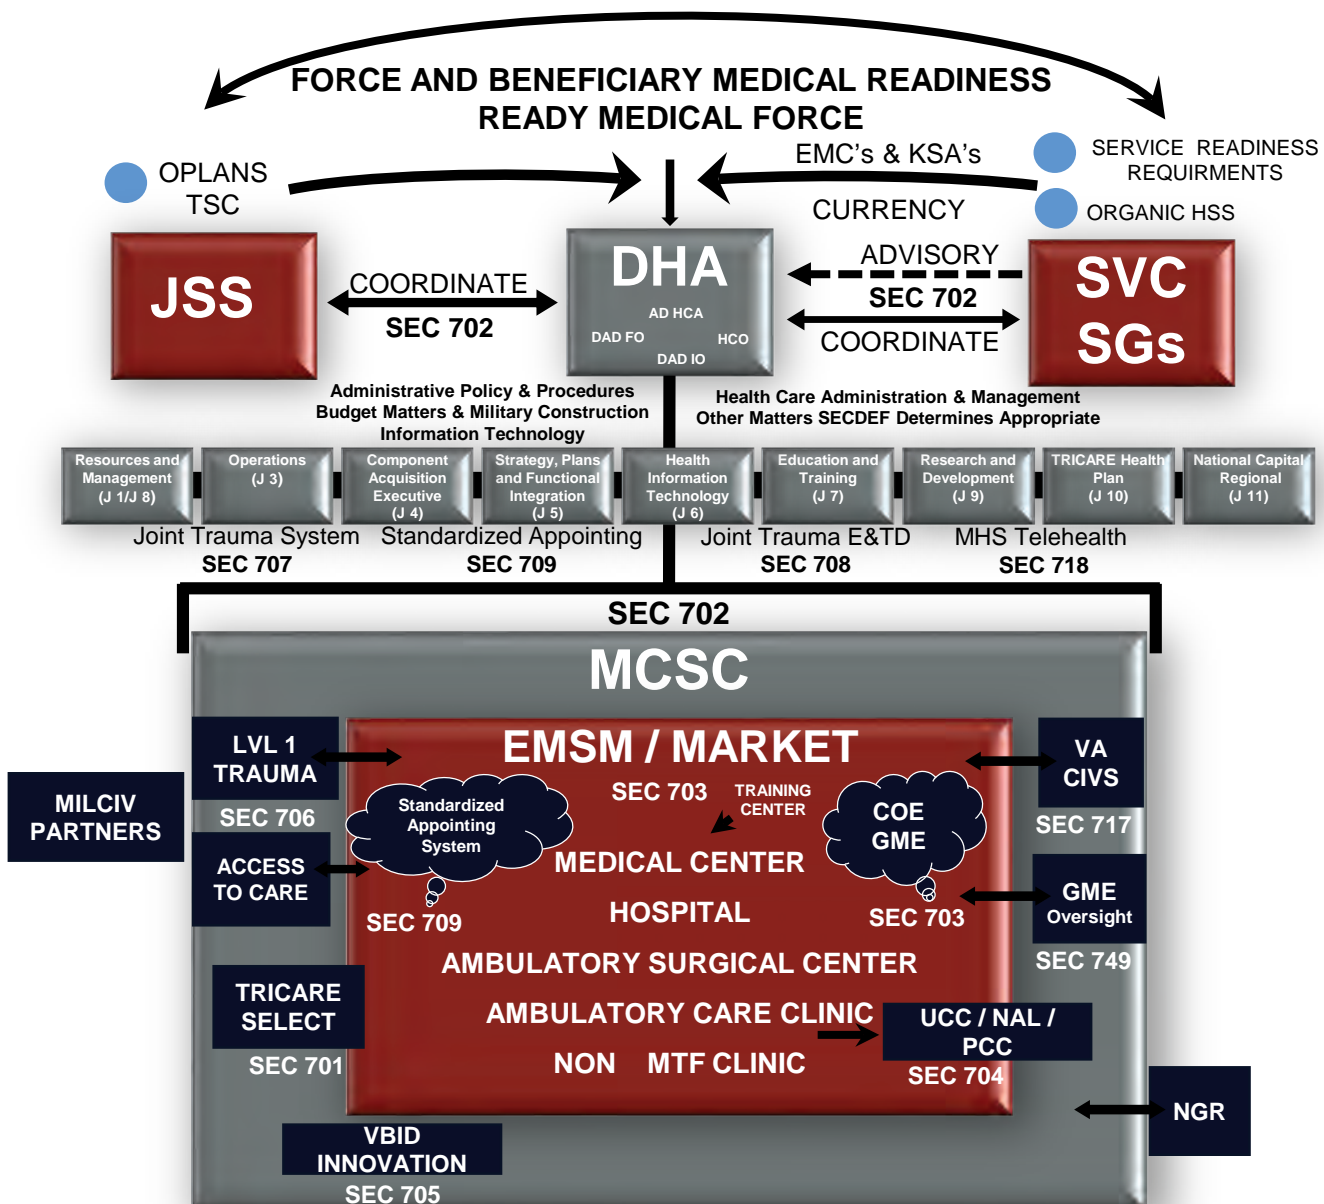 FORCE AND BENEFICIARY MEDICAL READINESS
READY MEDICAL FORCE
OPLANS
TSC
EMC's & KSA's
CURRENCY
SERVICE READINESS
REQUIRMENTS
ORGANIC HSS
JSS
COORDINATE
SEC 702
DHA
AD HCA
DAD FO
HCO
DAD IO
ADVISORY
SEC 702
COORDINATE
SVC
SGs
Administrative Policy & Procedures
Budget Matters & Military Construction
Information Technology
Health Care Administration & Management
Other Matters SECDEF Determines Appropriate
Resources and
Management
(J 1/J 8)
Operations
(J 3)
Component
Acquisition
Executive
(J 4)
Strategy, Plans
and Functional
Integration
(J 5)
Health
Information
Technology
(J 6)
Education and
Training
(J 7)
Research and
Development
(J 9)
TRICARE Health
Plan
(J 10)
National Capital
Regional
(J 11)
Joint Trauma System
SEC 707
Standardized Appointing
SEC 709
Joint Trauma E&TD
SEC 708
MHS Telehealth
SEC 718
SEC 702
MCSC
EMSM / MARKET
SEC 703
TRAINING
CENTER
LVL 1
TRAUMA
SEC 706
MILCIV
PARTNERS
ACCESS
TO CARE
Standardized
Appointing
System
SEC 709
COE
GME
SEC 703
VA
CIVS
SEC 717
GME
Oversight
SEC 749
MEDICAL CENTER
HOSPITAL
AMBULATORY SURGICAL CENTER
AMBULATORY CARE CLINIC
NON MTF CLINIC
TRICARE
SELECT
SEC 701
UCC / NAL /
PCC
SEC 704
NGR
VBID
INNOVATION
SEC 705